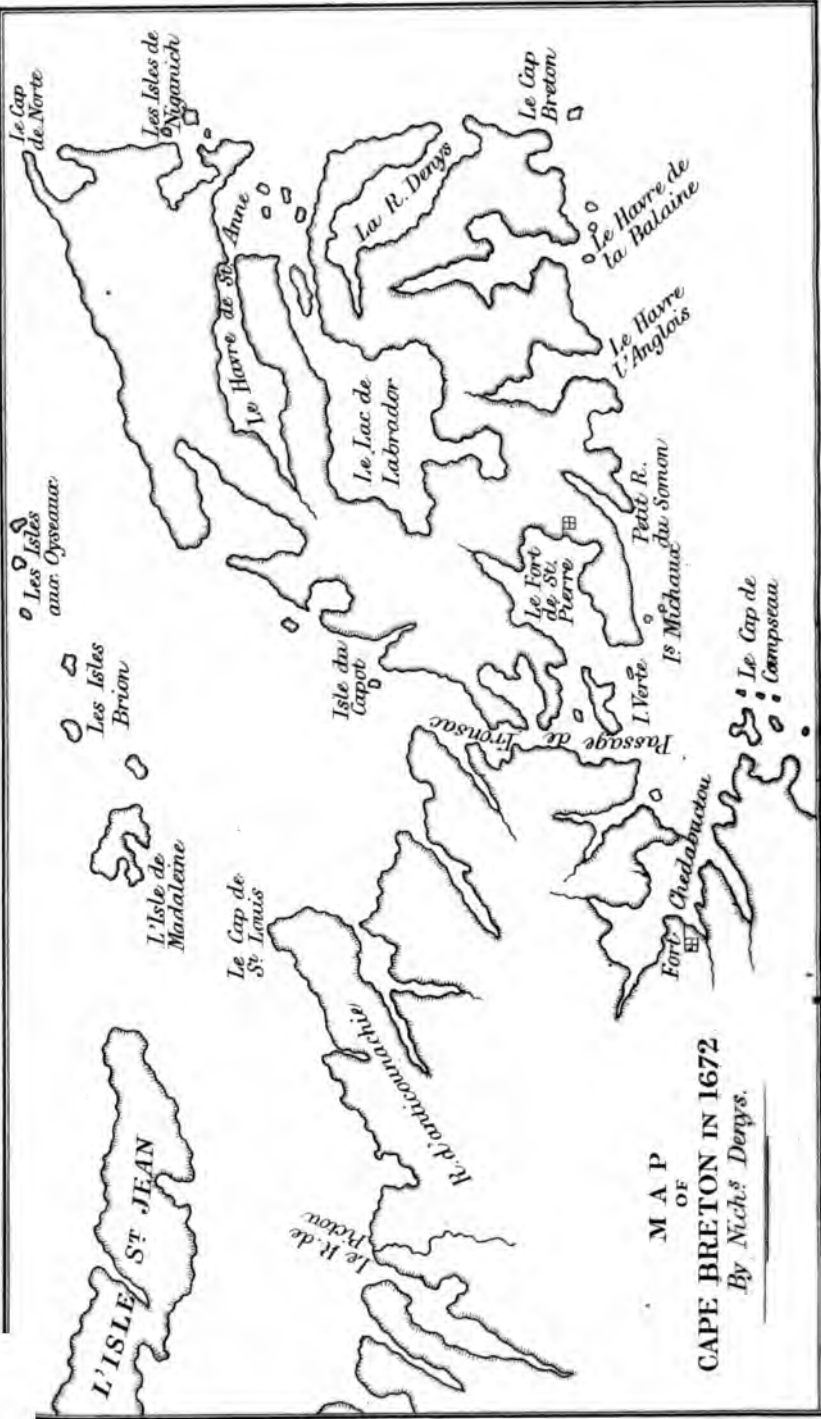 Le Cap
de Norte
Les Isles de
Niganich
Les Isles
aux Oyseaux
Les Isles
Brion
L'Isle de
Madaleine
L'ISLE
ST JEAN
Le Havre de St. Anne
La R. Denys
Le Cap
Breton
Le Havre de
la Balaine
Le Havre
L'Anglois
Le Lac de
Labrador
Petit R.
du Somon
Le Fort
de St.
Pierre
Is. Michaux
I. Verte
Isle du
Capot
Passage de Fronsac
Le Cap de
Campseau
Fort Chedabuctou
Le Cap de
St. Louis
R. d'anticounachie
Le R. de
Pictou
MAP
OF
CAPE BRETON IN 1672
By Nichs. Denys.